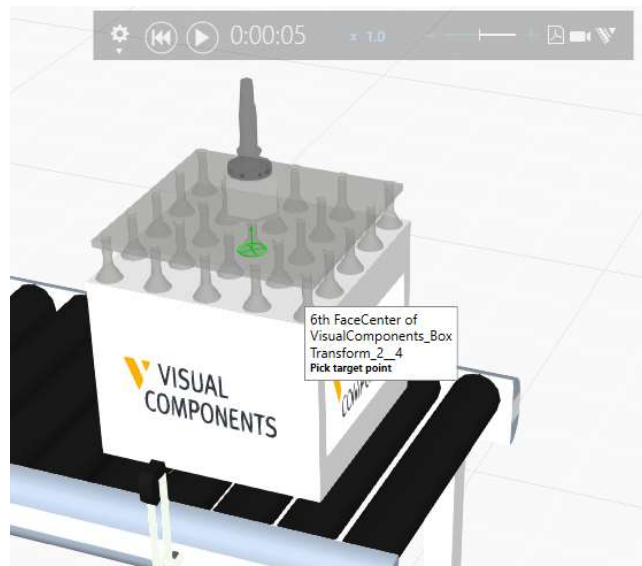 0:00:05
x 1.0
6th FaceCenter of
VisualComponents_Box
Transform_2__4
Pick target point
VISUAL
COMPONENTS